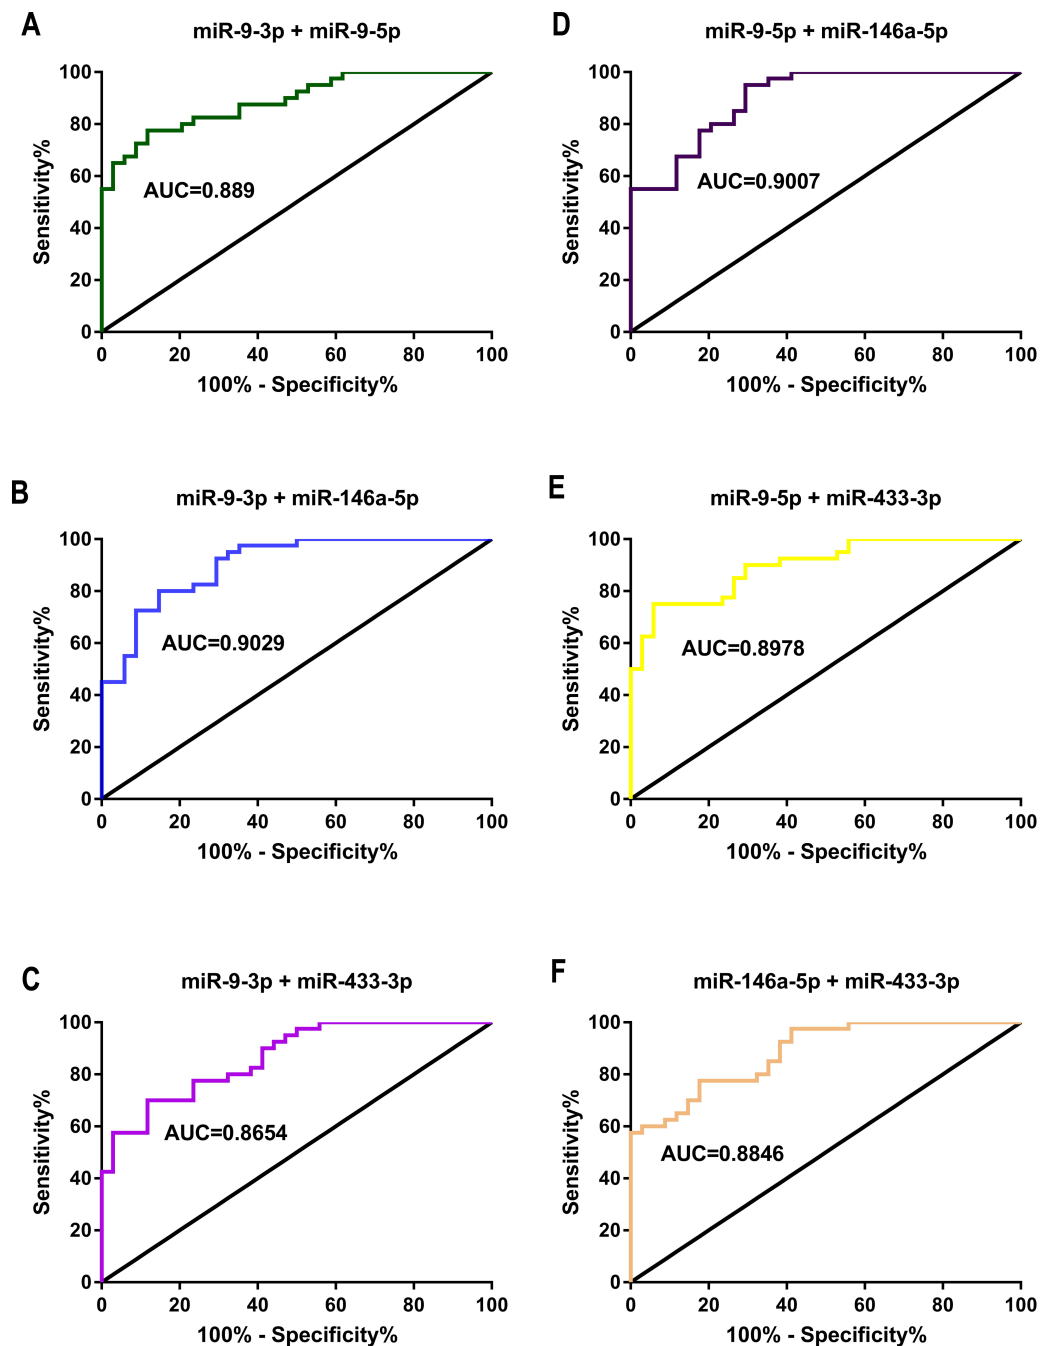 A
miR-9-3p + miR-9-5p
100
80
60
40
20
0
Sensitivity%
AUC=0.889
0 20 40 60 80 100
100% - Specificity%
D
miR-9-5p + miR-146a-5p
100
80
60
40
20
0
Sensitivity%
AUC=0.9007
0 20 40 60 80 100
100% - Specificity%
B
miR-9-3p + miR-146a-5p
100
80
60
40
20
0
Sensitivity%
AUC=0.9029
0 20 40 60 80 100
100% - Specificity%
E
miR-9-5p + miR-433-3p
100
80
60
40
20
0
Sensitivity%
AUC=0.8978
0 20 40 60 80 100
100% - Specificity%
C
miR-9-3p + miR-433-3p
100
80
60
40
20
0
Sensitivity%
AUC=0.8654
0 20 40 60 80 100
100% - Specificity%
F
miR-146a-5p + miR-433-3p
100
80
60
40
20
0
Sensitivity%
AUC=0.8846
0 20 40 60 80 100
100% - Specificity%